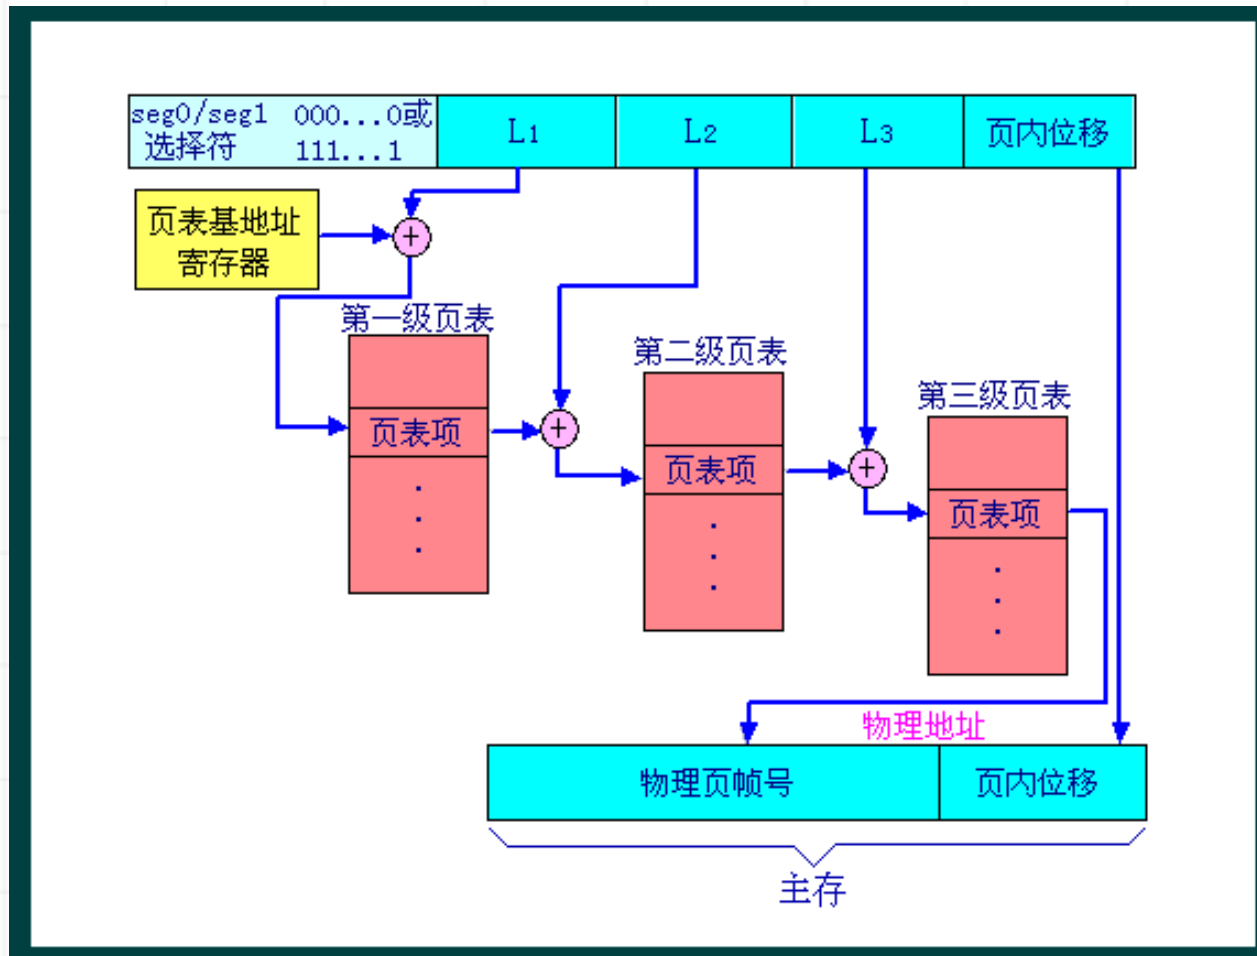 seg0/seg1 000...0或
选择符 111...1
L1
L2
L3
页内位移
页表基地址
寄存器
+
第一级页表
第二级页表
第三级页表
页表项
+
页表项
+
页表项
物理地址
物理页帧号
页内位移
主存